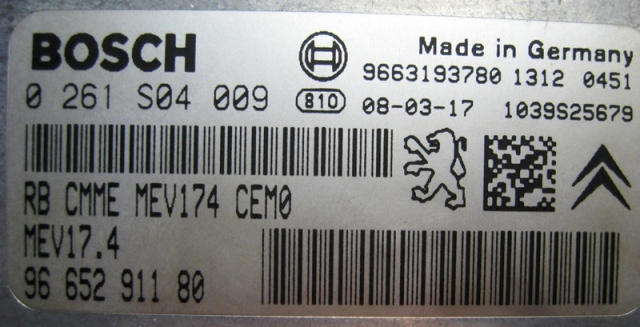 BOSCH
Made in Germany
9663193780 1312 0451
0 261 S04 009
810
08-03-17 1039S25679
RB CMME MEV174 CEM0
MEV17.4
96 652 911 80